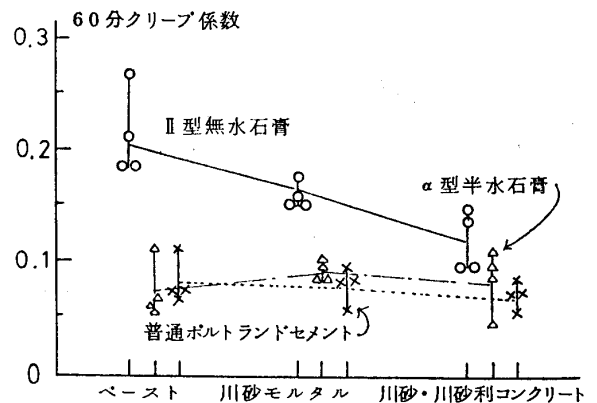 60分クリープ係数
0.3
Ⅱ型無水石膏
0.2
α型半水石膏
0.1
普通ポルトランドセメント
0
ペースト 川砂モルタル 川砂・川砂利コンクリート